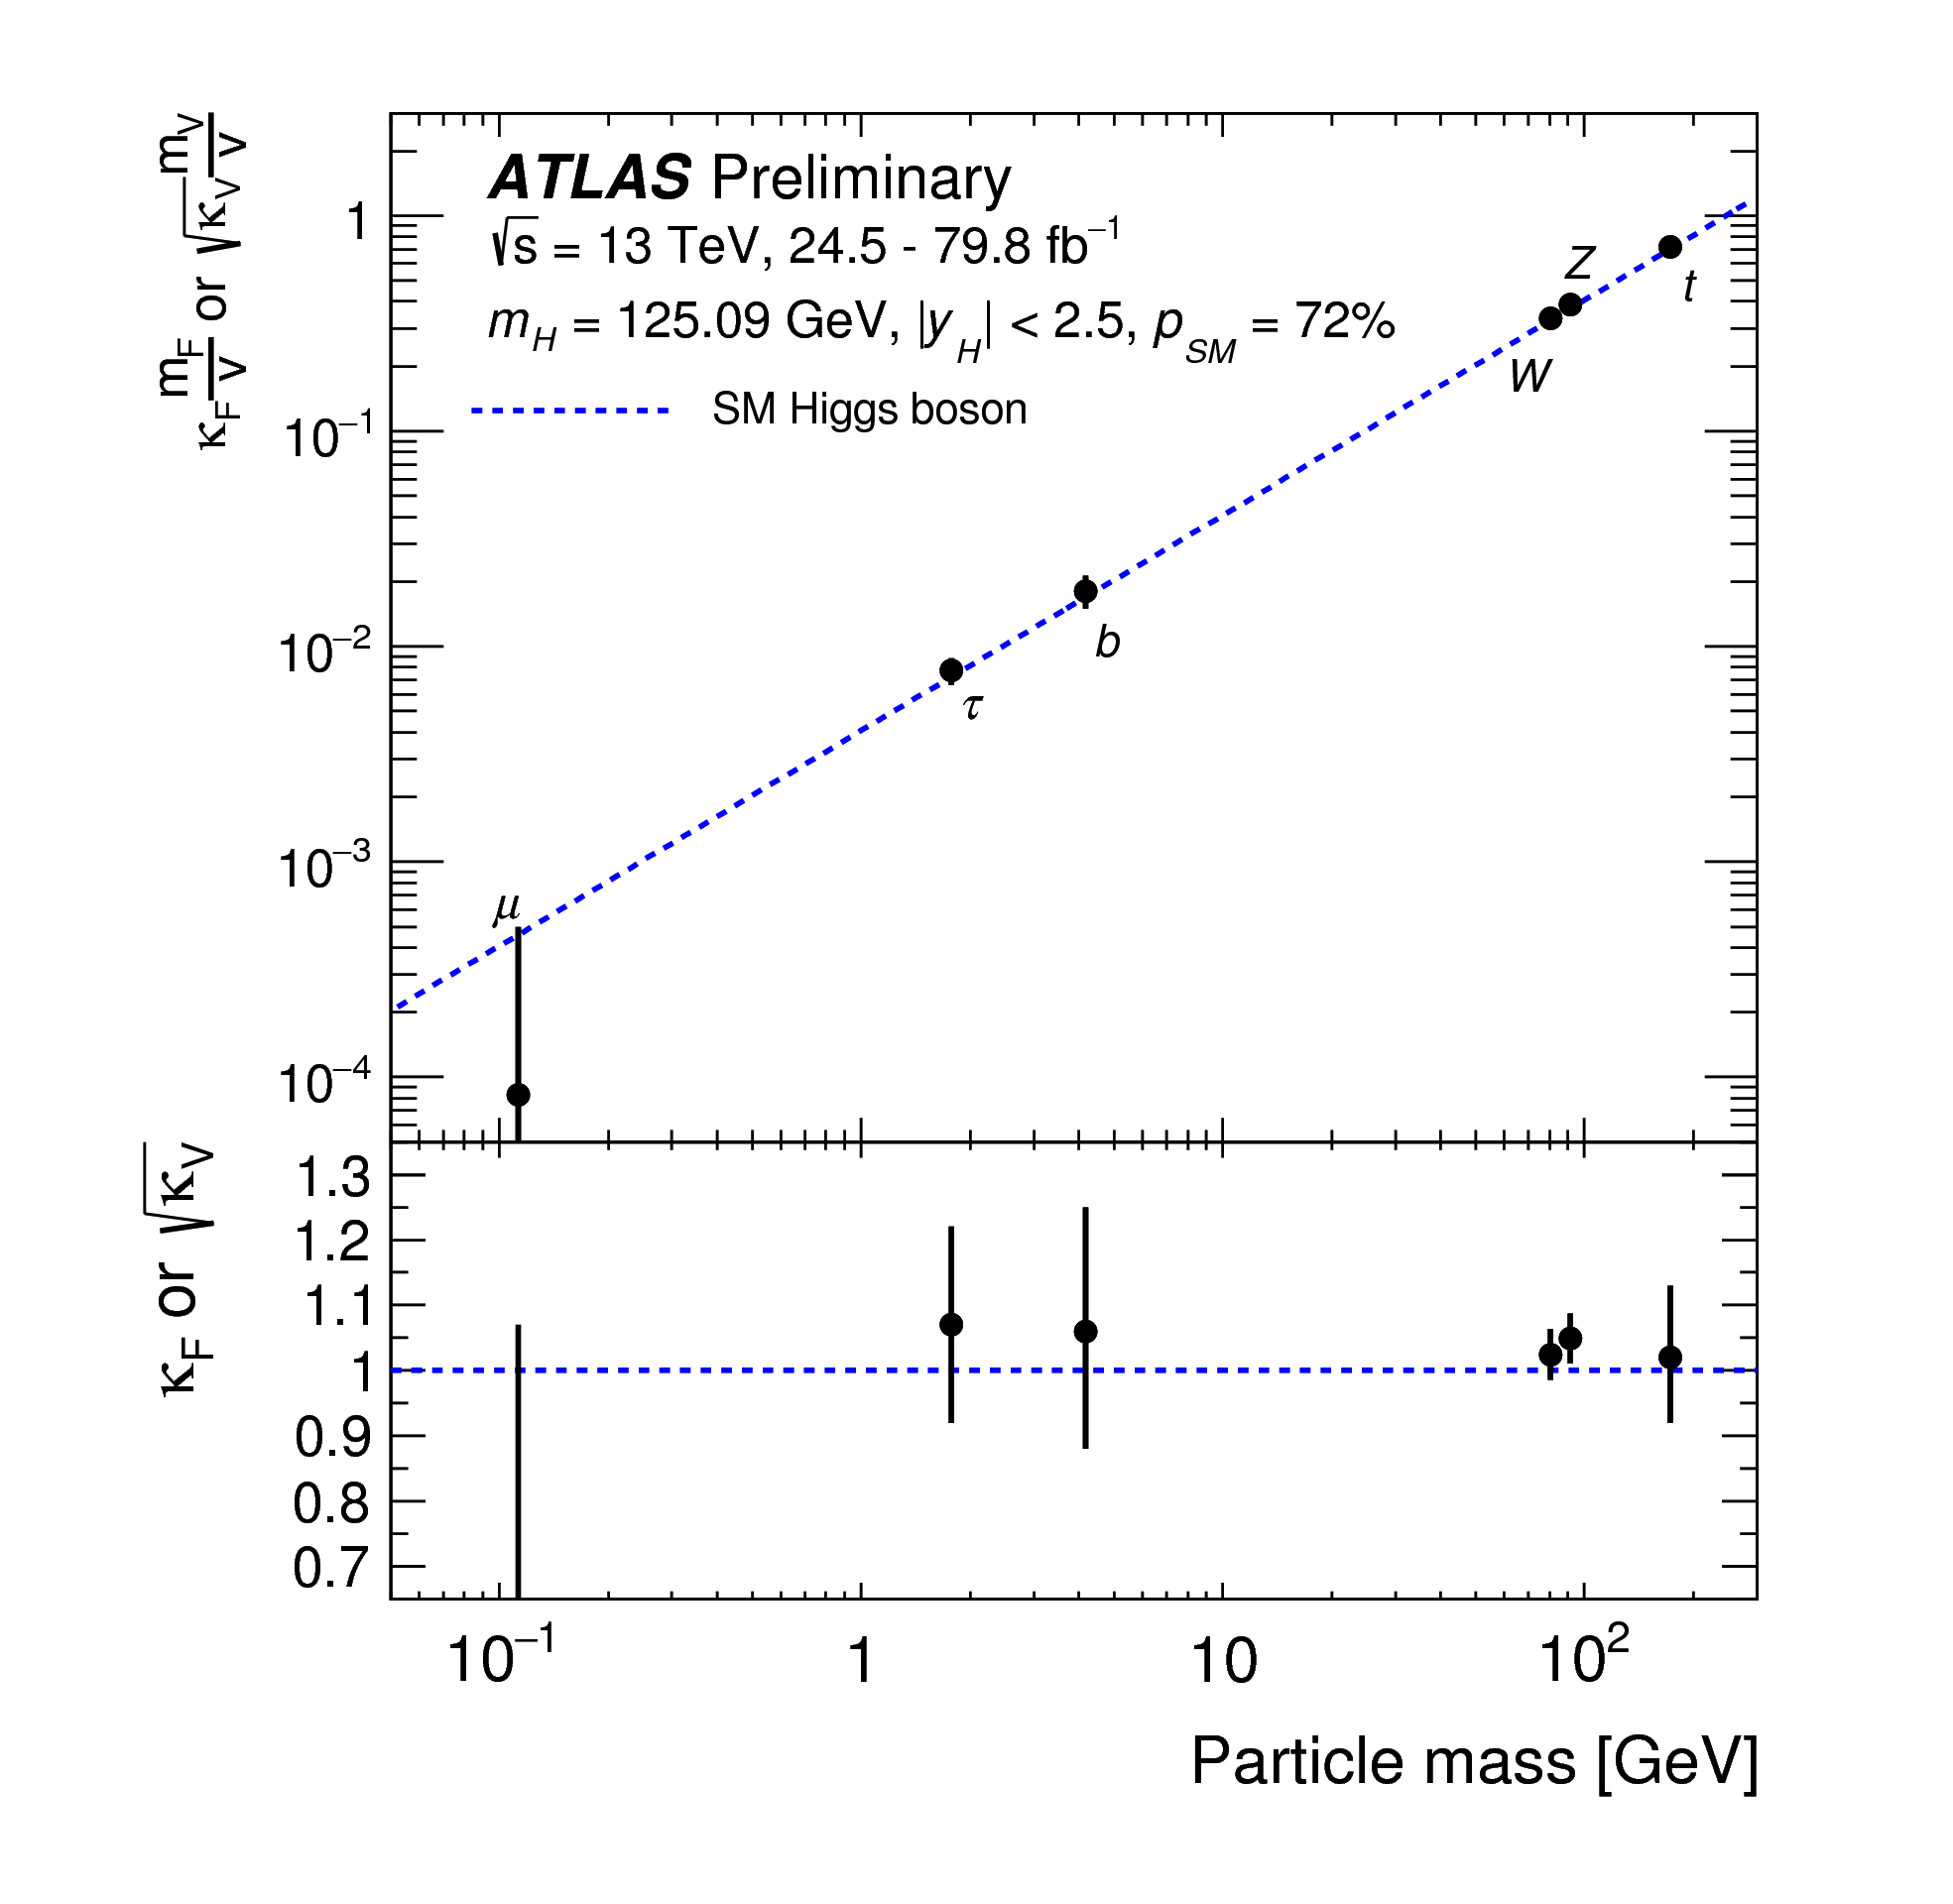 ATLAS Preliminary
√s = 13 TeV, 24.5 - 79.8 fb⁻¹
m_H = 125.09 GeV, |y_H| < 2.5, p_SM = 72%
SM Higgs boson
κ_F m_F/v or √κ_V m_V/v
1
10⁻¹
10⁻²
10⁻³
10⁻⁴
μ
τ
b
W
Z
t
κ_F or √κ_V
1.3
1.2
1.1
1
0.9
0.8
0.7
10⁻¹ 1 10 10²
Particle mass [GeV]